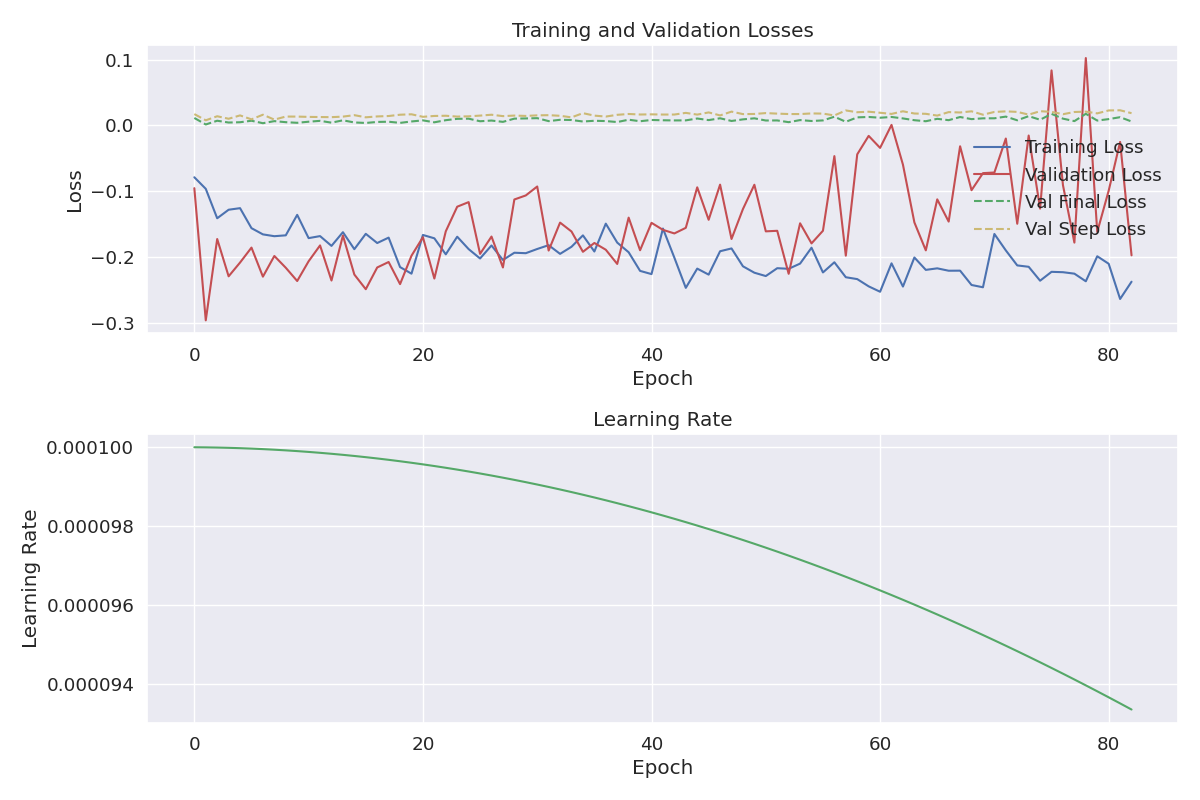 Training and Validation Losses
Loss
0.1
0.0
−0.1
−0.2
−0.3
Training Loss
Validation Loss
Val Final Loss
Val Step Loss
0 20 40 60 80
Epoch
Learning Rate
Learning Rate
0.000100
0.000098
0.000096
0.000094
0 20 40 60 80
Epoch